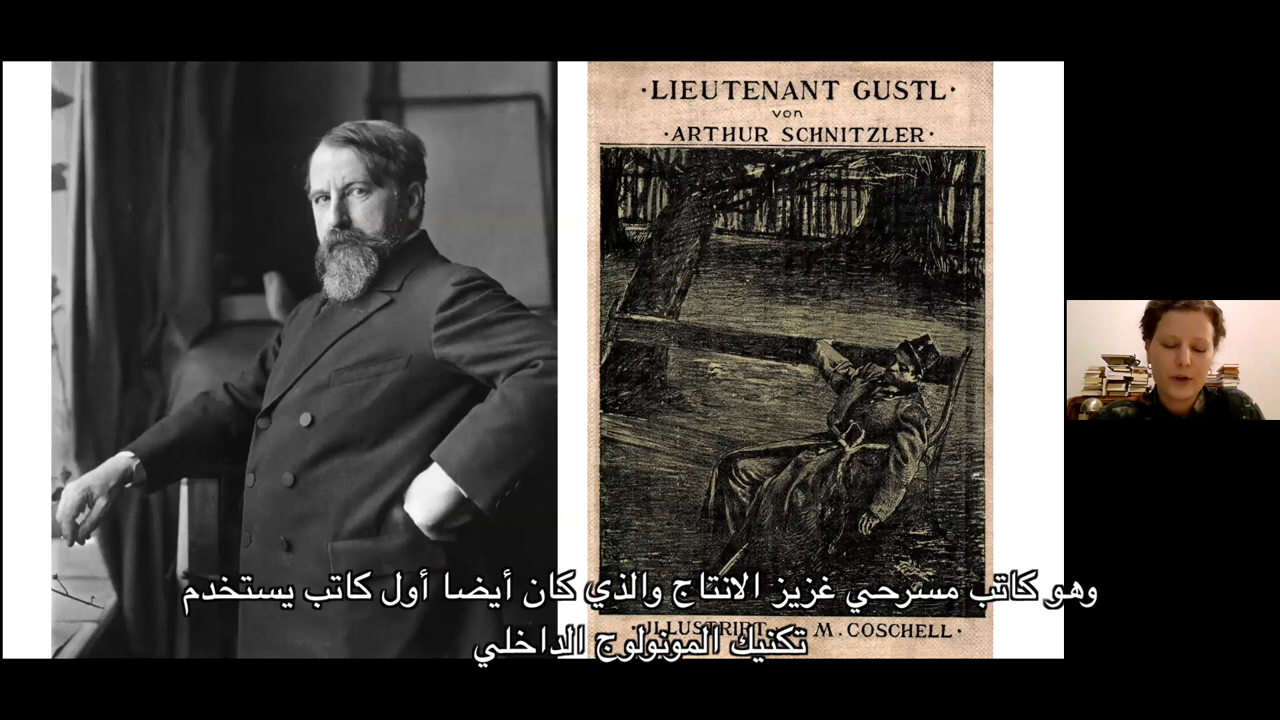 ·LIEUTENANT GUSTL·
von
·ARTHUR SCHNITZLER·
وهو كاتب مسرحي غزيز الانتاج والذي كان أيضا أول كاتب يستخدم
·ILLUSTRIRT M. COSCHELL·
تكنيك المونولوج الداخلي